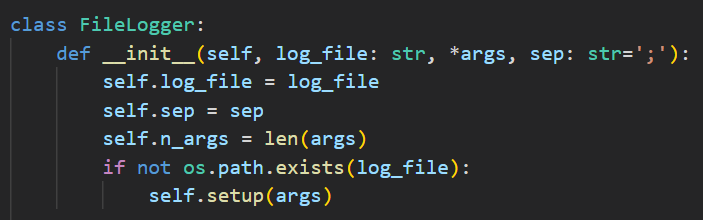 class FileLogger:
    def __init__(self, log_file: str, *args, sep: str=';'):
        self.log_file = log_file
        self.sep = sep
        self.n_args = len(args)
        if not os.path.exists(log_file):
            self.setup(args)